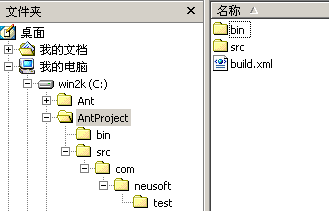 文件夹
桌面
我的文档
我的电脑
win2k (C:)
Ant
AntProject
bin
src
com
neusoft
test
名称
bin
src
build.xml